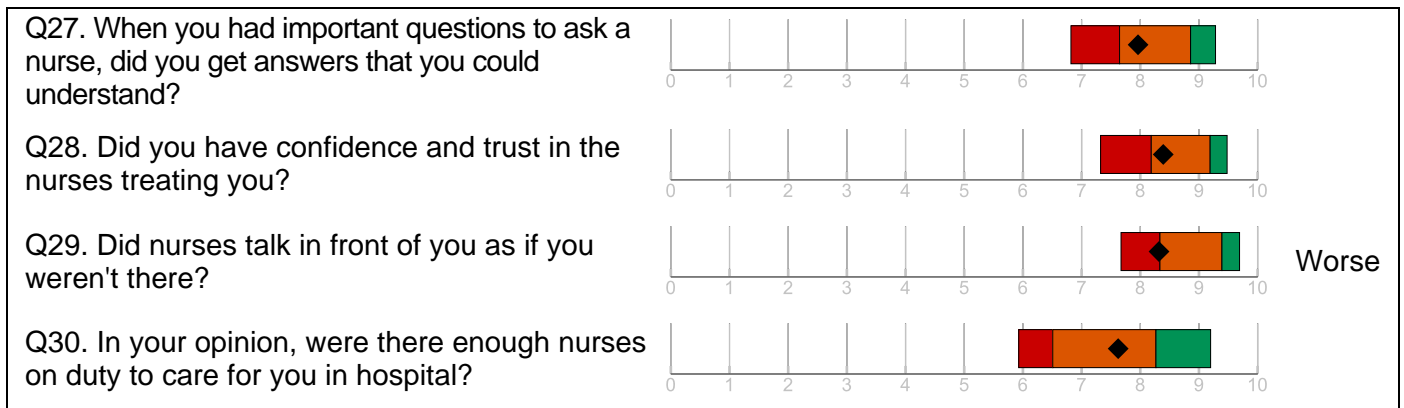 Q27. When you had important questions to ask a
nurse, did you get answers that you could
understand?
0 1 2 3 4 5 6 7 8 9 10
Q28. Did you have confidence and trust in the
nurses treating you?
0 1 2 3 4 5 6 7 8 9 10
Q29. Did nurses talk in front of you as if you
weren't there?
Worse
0 1 2 3 4 5 6 7 8 9 10
Q30. In your opinion, were there enough nurses
on duty to care for you in hospital?
0 1 2 3 4 5 6 7 8 9 10